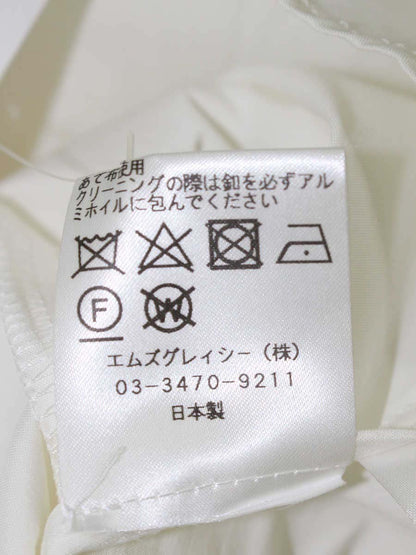 あて布使用
クリーニングの際は釦を必ずアル
ミホイルに包んでください
F
W
エムズグレイシー（株）
03-3470-9211
日本製